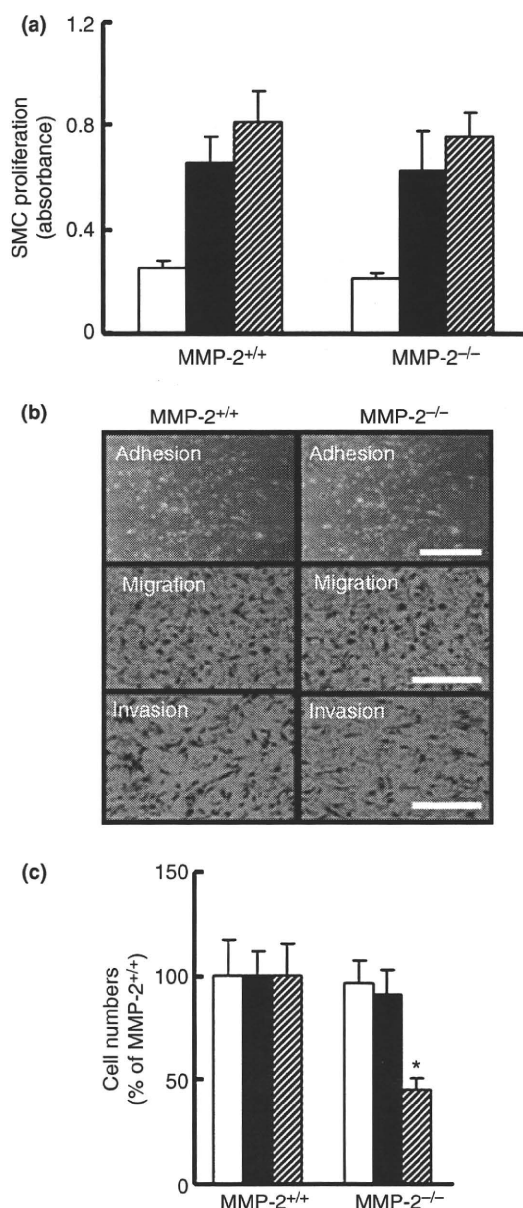 (a)
1.2
0.8
0.4
0
SMC proliferation
(absorbance)
MMP-2+/+ MMP-2−/−
(b)
MMP-2+/+ MMP-2−/−
Adhesion Adhesion
Migration Migration
Invasion Invasion
(c)
150
100
50
0
Cell numbers
(% of MMP-2+/+)
*
MMP-2+/+ MMP-2−/−